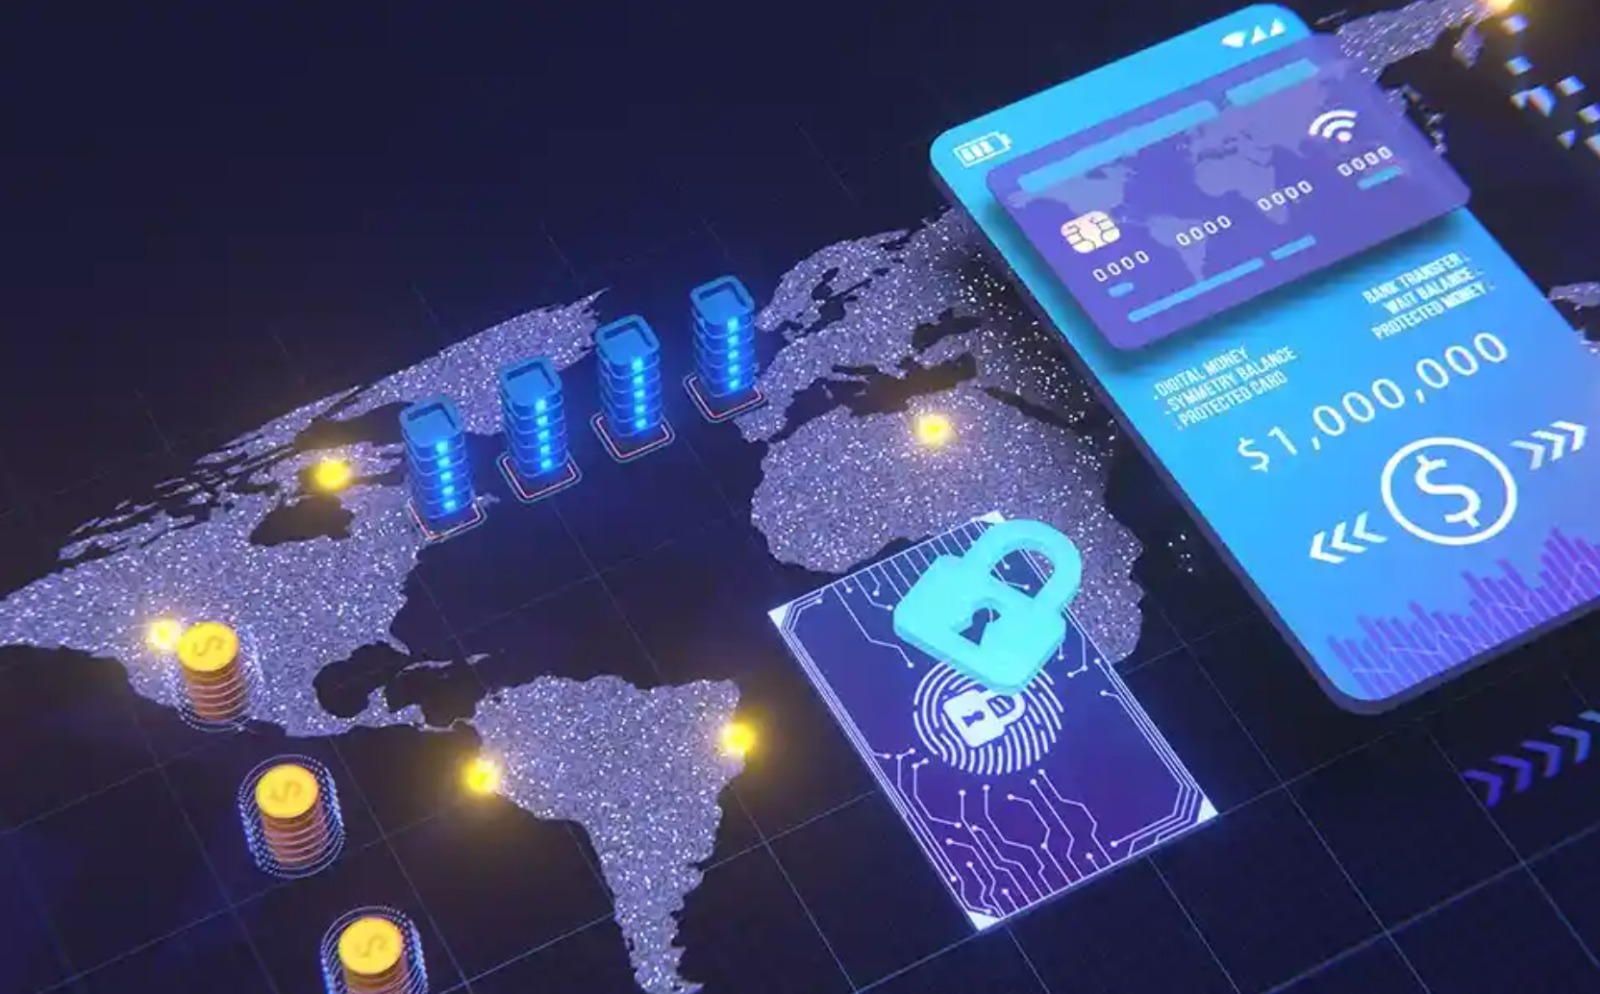 0000 0000 0000 0000
BANK TRANSFER .
WAIT BALANCE .
PROTECTED MONEY .
. DIGITAL MONEY
. SYMMETRY BALANCE
. PROTECTED CARD
$1,000,000
$